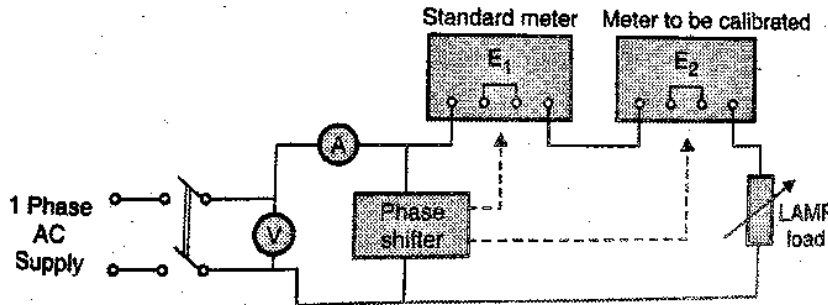 Standard meter
Meter to be calibrated
E1
E2
A
1 Phase
AC
Supply
V
Phase
shifter
LAMP
load